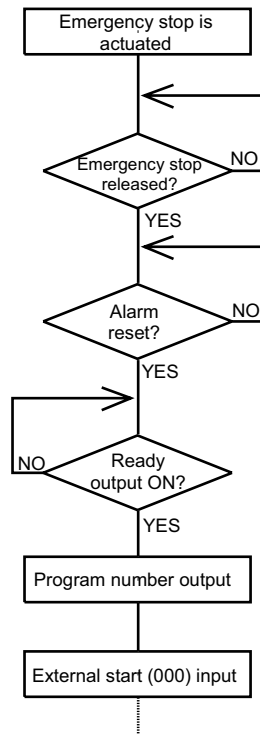 Emergency stop is
actuated
Emergency stop
released?
NO
YES
Alarm
reset?
NO
YES
Ready
output ON?
NO
YES
Program number output
External start (000) input